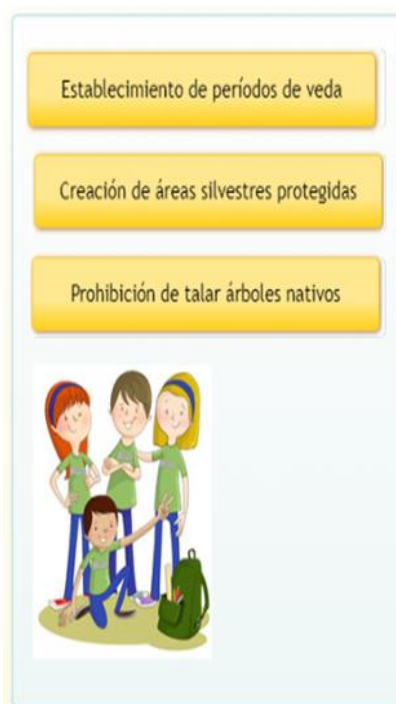 Establecimiento de períodos de veda
Creación de áreas silvestres protegidas
Prohibición de talar árboles nativos